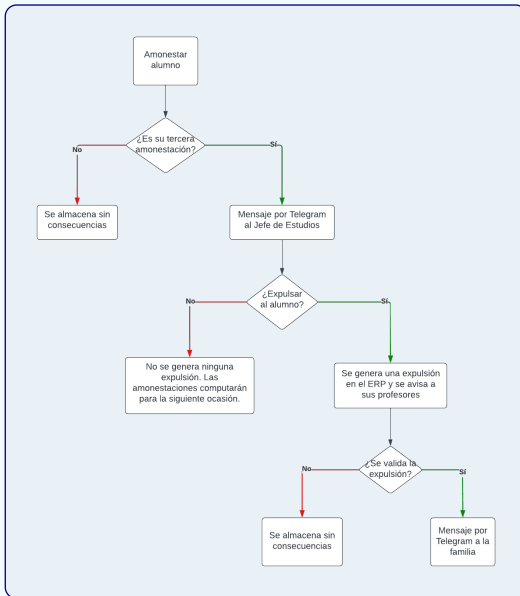 Amonestar
alumno
¿Es su tercera
amonestación?
No
Sí
Se almacena sin
consecuencias
Mensaje por Telegram
al Jefe de Estudios
¿Expulsar
al alumno?
No
Sí
No se genera ninguna
expulsión. Las
amonestaciones computarán
para la siguiente ocasión.
Se genera una expulsión
en el ERP y se avisa a
sus profesores
¿Se valida la
expulsión?
No
Sí
Se almacena sin
consecuencias
Mensaje por
Telegram a la
familia